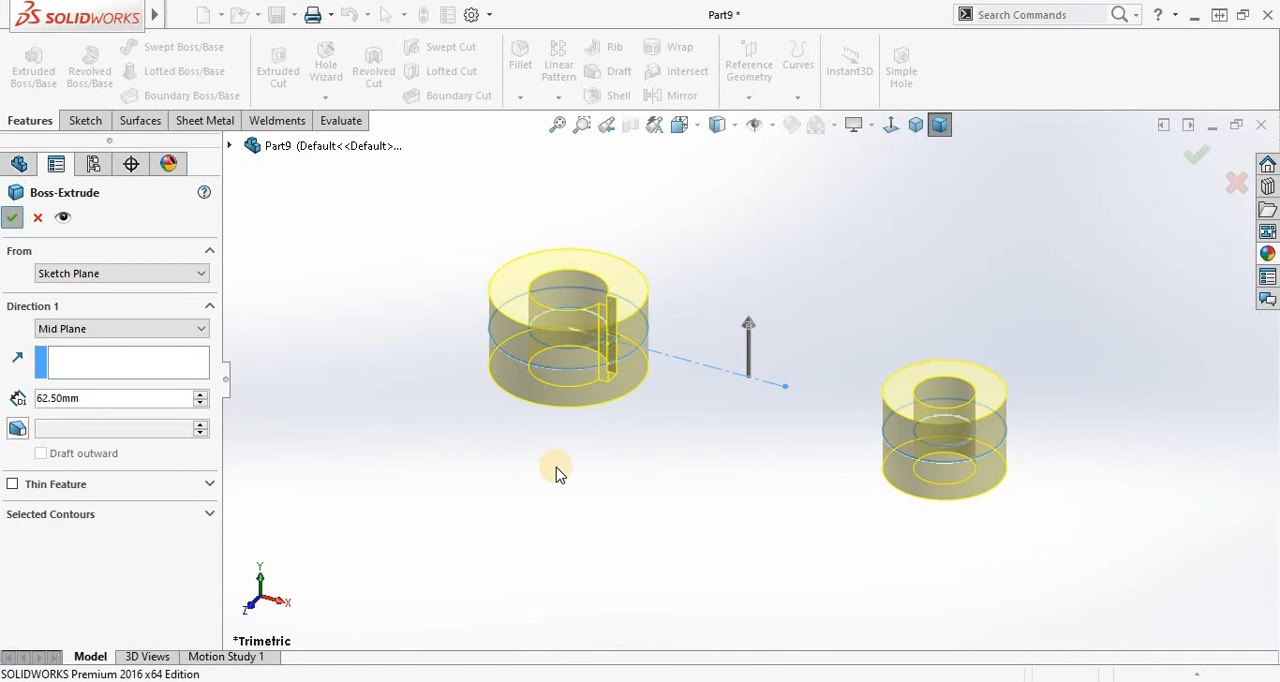 SOLIDWORKS
Part9 *
Search Commands
Extruded Boss/Base
Revolved Boss/Base
Swept Boss/Base
Lofted Boss/Base
Boundary Boss/Base
Extruded Cut
Hole Wizard
Revolved Cut
Swept Cut
Lofted Cut
Boundary Cut
Fillet
Linear Pattern
Rib
Draft
Shell
Wrap
Intersect
Mirror
Reference Geometry
Curves
Instant3D
Simple Hole
Features
Sketch
Surfaces
Sheet Metal
Weldments
Evaluate
Part9 (Default<<Default>...
Boss-Extrude
From
Sketch Plane
Direction 1
Mid Plane
D1
62.50mm
Draft outward
Thin Feature
Selected Contours
Y
X
Z
*Trimetric
Model
3D Views
Motion Study 1
SOLIDWORKS Premium 2016 x64 Edition